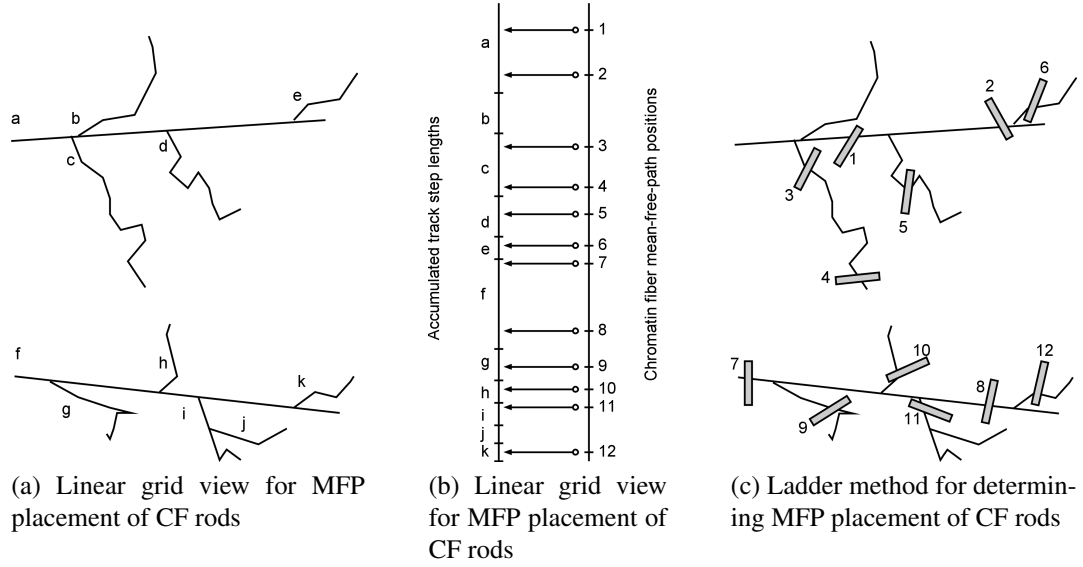 a
b
c
d
e
f
g
h
i
j
k
(a) Linear grid view for MFP
placement of CF rods
Accumulated track step lengths
a
b
c
d
e
f
g
h
i
j
k
1
2
3
4
5
6
7
8
9
10
11
12
Chromatin fiber mean-free-path positions
(b) Linear grid view
for MFP placement of
CF rods
1
2
3
4
5
6
7
8
9
10
11
12
(c) Ladder method for determin-
ing MFP placement of CF rods